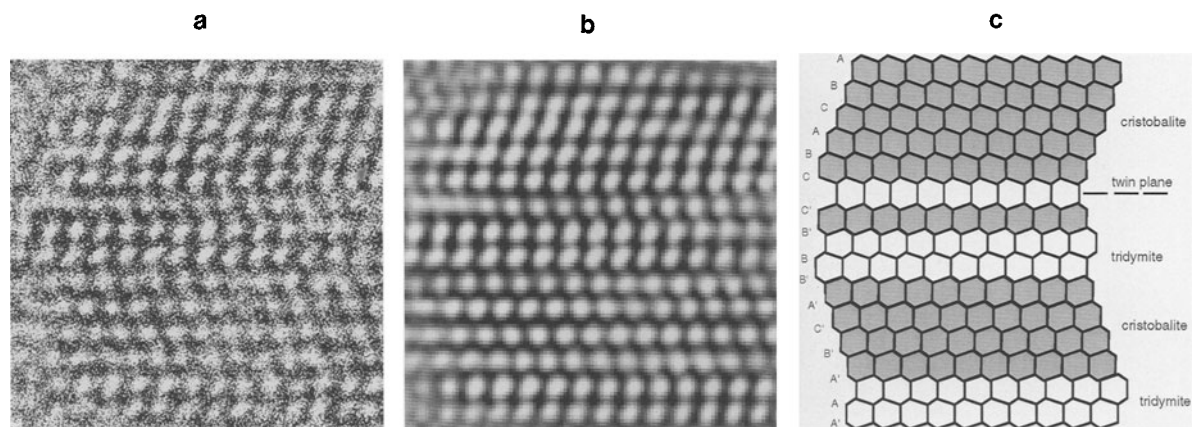 a
b
c
A
B
C
A
B
C
C'
B'
B
B'
A'
C'
B'
A'
A
A'
cristobalite
twin plane
tridymite
cristobalite
tridymite